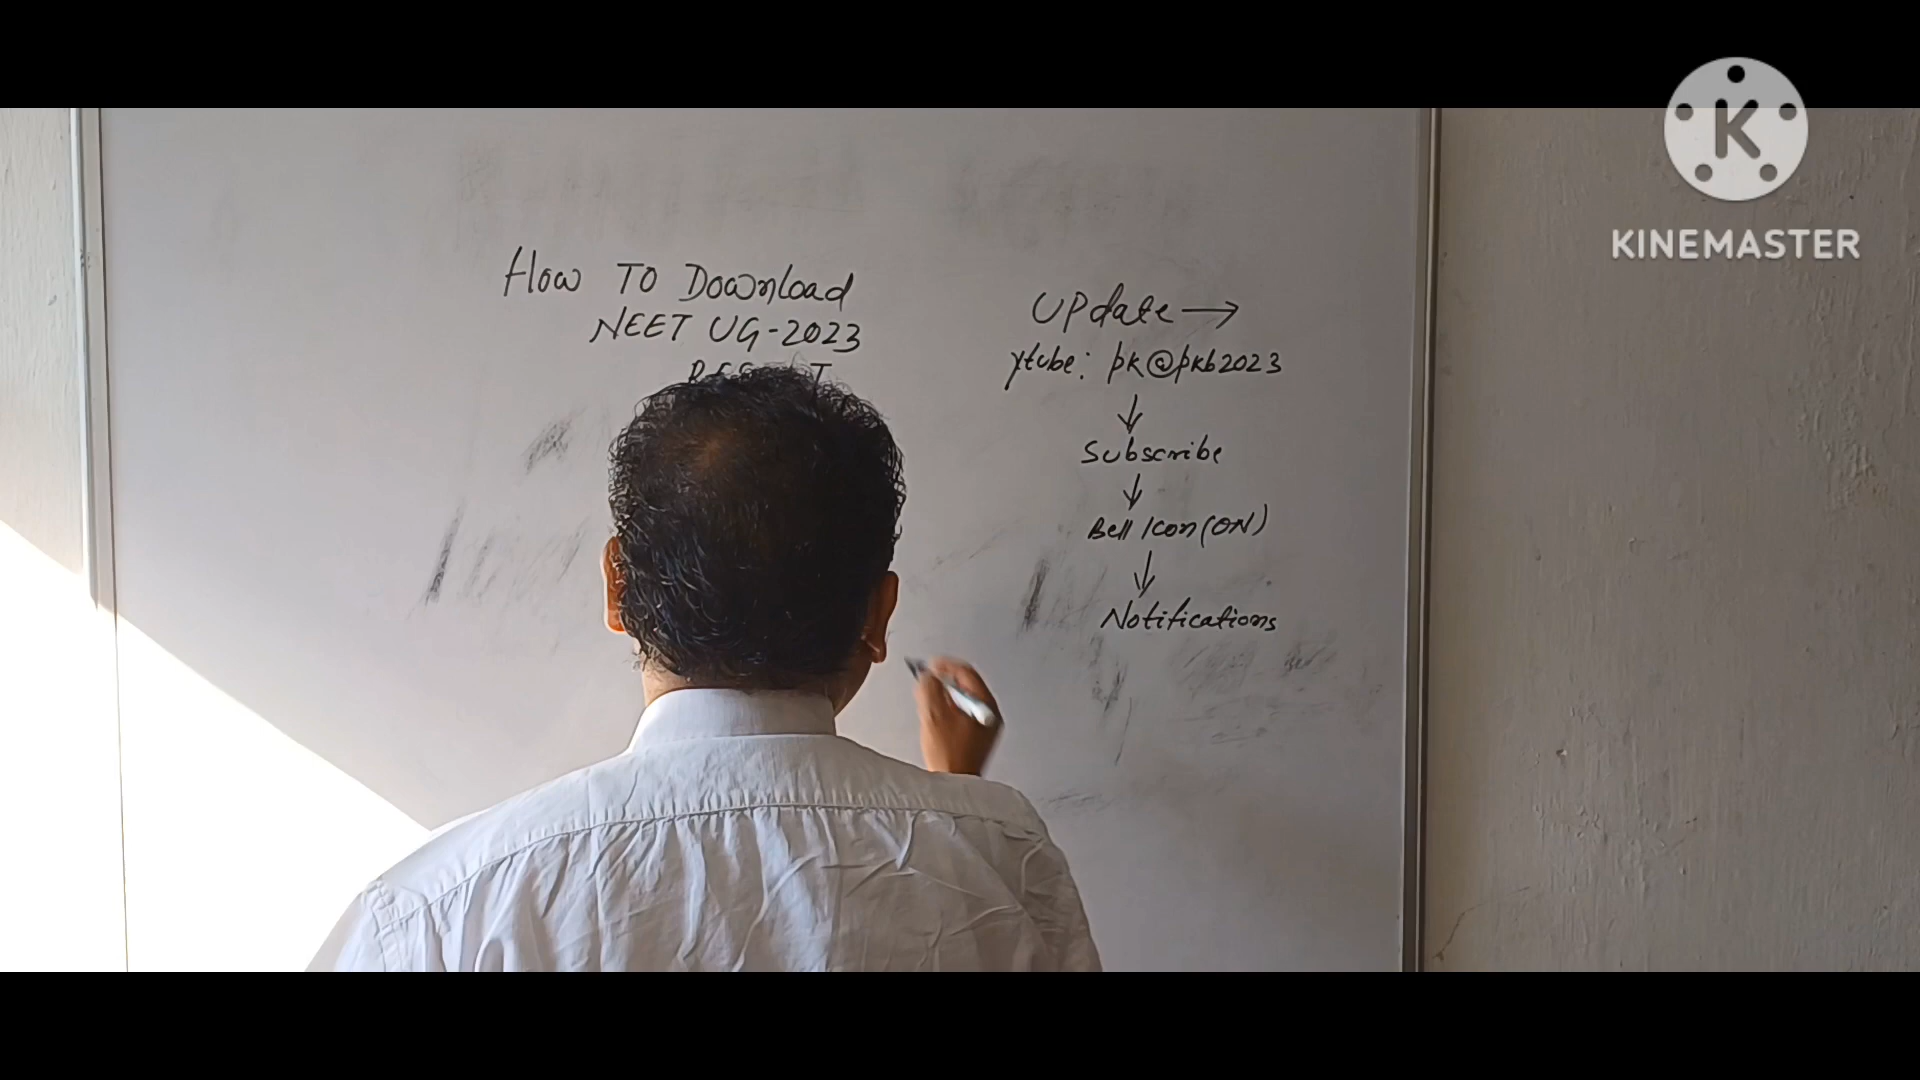 How TO Download
NEET UG-2023
Update →
Ytube: pk@pkb2023
↓
Subscribe
↓
Bell Icon (ON)
↓
Notifications
KINEMASTER